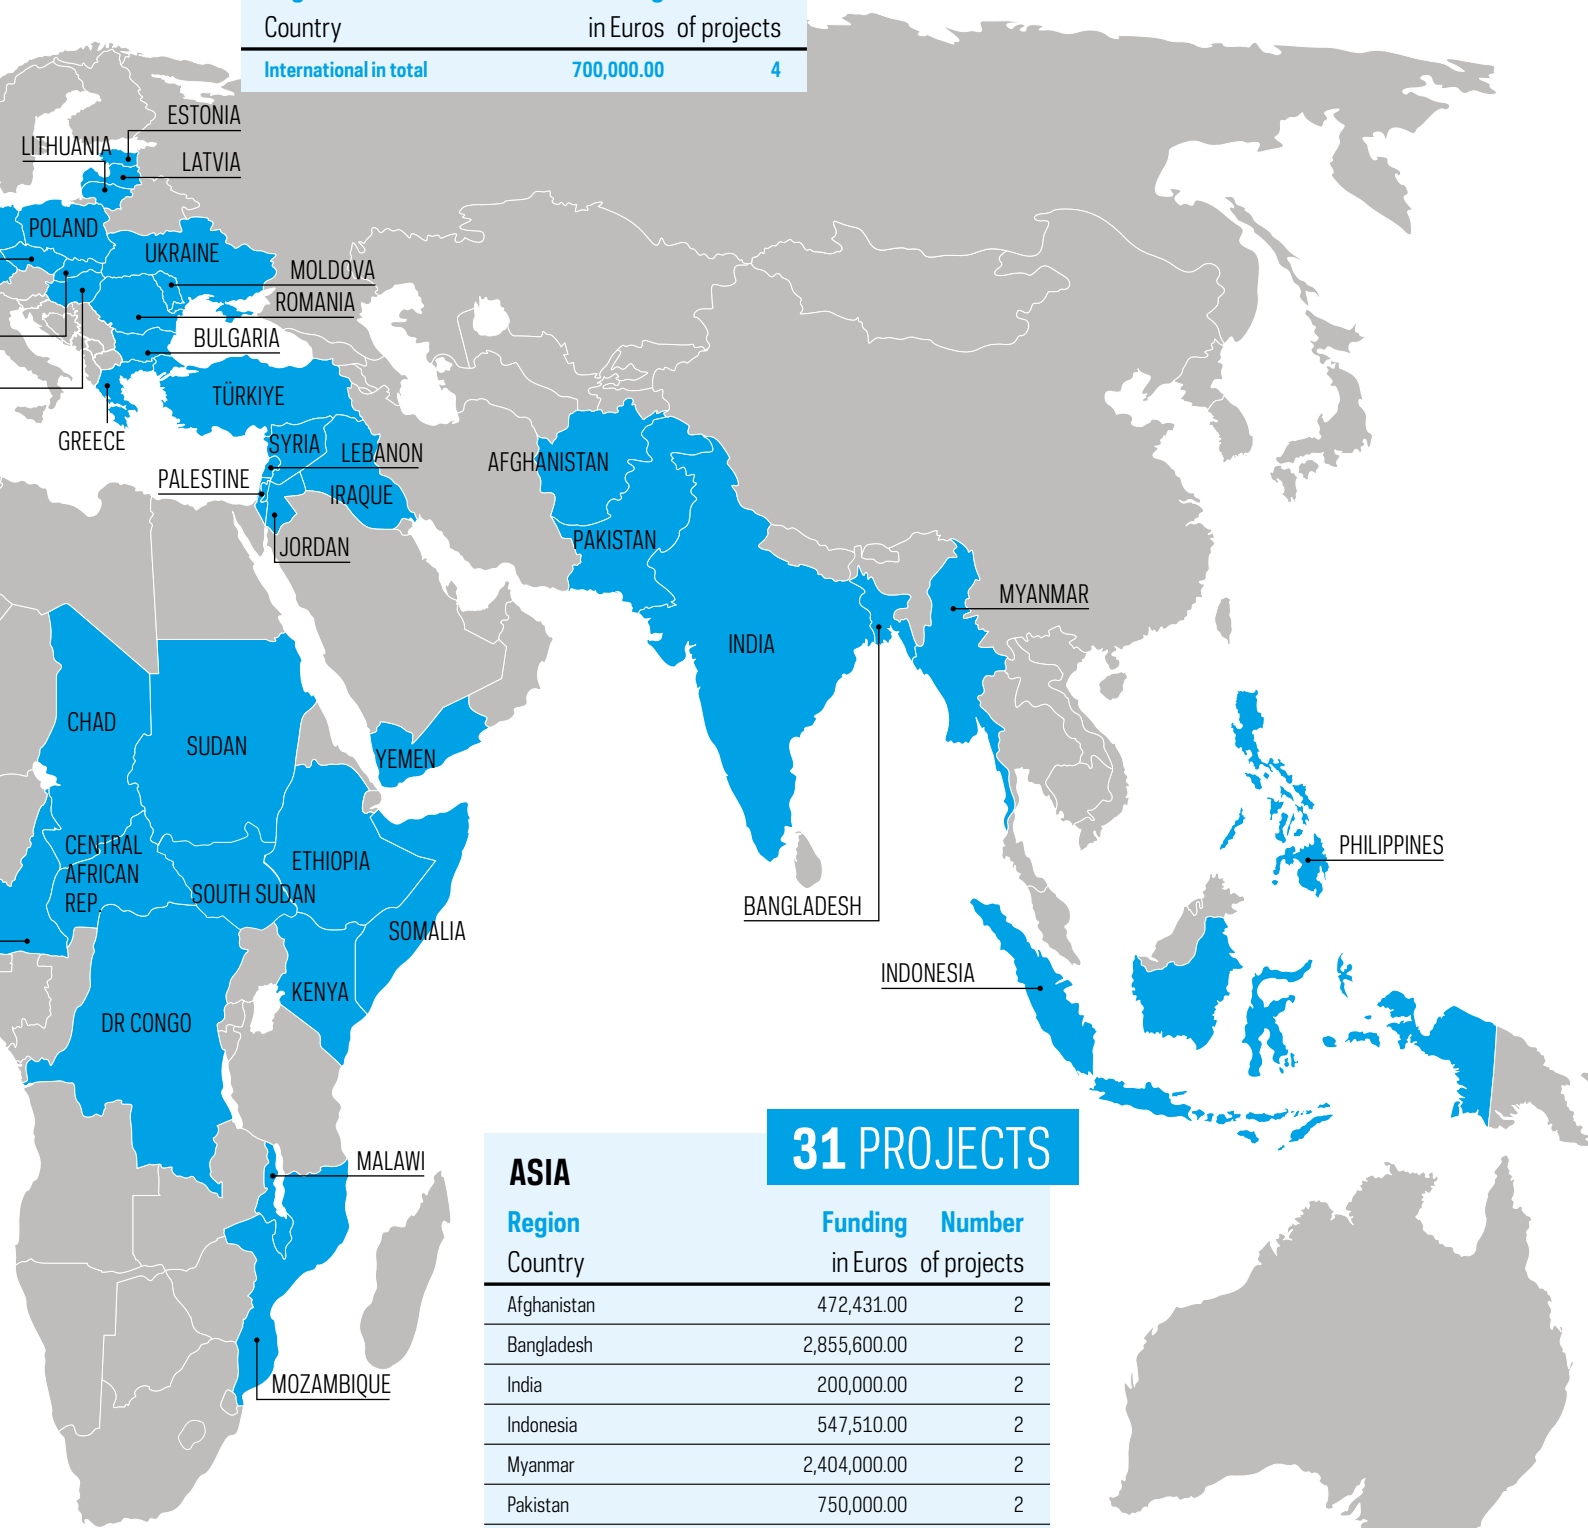 Country in Euros of projects
International in total 700,000.00 4
ESTONIA
LITHUANIA
LATVIA
POLAND
UKRAINE
MOLDOVA
ROMANIA
BULGARIA
TÜRKIYE
GREECE
SYRIA
LEBANON
PALESTINE
IRAQUE
JORDAN
AFGHANISTAN
PAKISTAN
INDIA
MYANMAR
BANGLADESH
PHILIPPINES
INDONESIA
CHAD
SUDAN
YEMEN
CENTRAL
AFRICAN
REP.
SOUTH SUDAN
ETHIOPIA
SOMALIA
KENYA
DR CONGO
MALAWI
MOZAMBIQUE
31 PROJECTS
ASIA
Region Funding Number
Country in Euros of projects
Afghanistan 472,431.00 2
Bangladesh 2,855,600.00 2
India 200,000.00 2
Indonesia 547,510.00 2
Myanmar 2,404,000.00 2
Pakistan 750,000.00 2